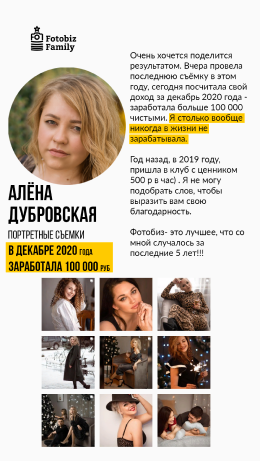 Fotobiz
Family
Очень хочется поделится
результатом. Вчера провела
последнюю съёмку в этом
году, сегодня посчитала свой
доход за декабрь 2020 года -
заработала больше 100 000
чистыми. Я столько вообще
никогда в жизни не
зарабатывала.
Год назад, в 2019 году,
пришла в клуб с ценником
500 р в час) . Я не могу
подобрать слов, чтобы
выразить вам свою
благодарность.
Фотобиз- это лучшее, что со
мной случалось за
последние 5 лет!!!
АЛЁНА
ДУБРОВСКАЯ
ПОРТРЕТНЫЕ СЪЕМКИ
В ДЕКАБРЕ 2020 ГОДА
ЗАРАБОТАЛА 100 000 РУБ